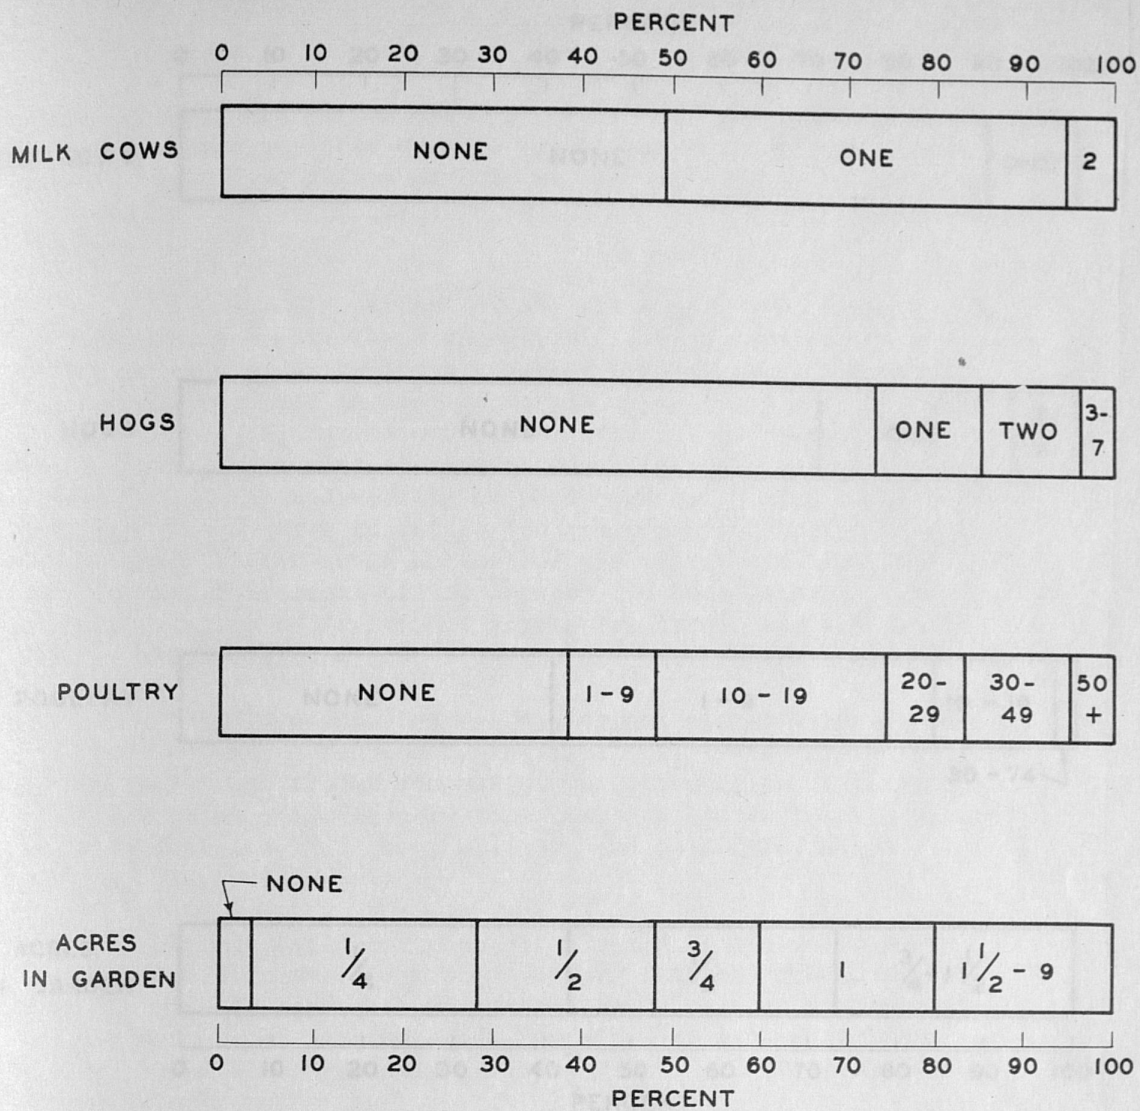 PERCENT
0 10 20 30 40 50 60 70 80 90 100
MILK COWS NONE ONE 2
HOGS NONE ONE TWO 3-
7
POULTRY NONE 1-9 10-19 20-
29 30-
49 50
+
NONE
ACRES
IN GARDEN 1/4 1/2 3/4 1 1 1/2 - 9
0 10 20 30 40 50 60 70 80 90 100
PERCENT